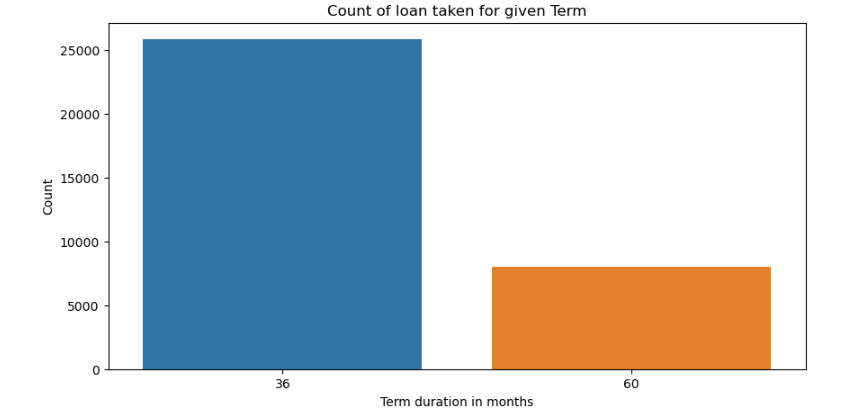 Count of loan taken for given Term
25000
20000
15000
10000
5000
0
Count
36 60
Term duration in months